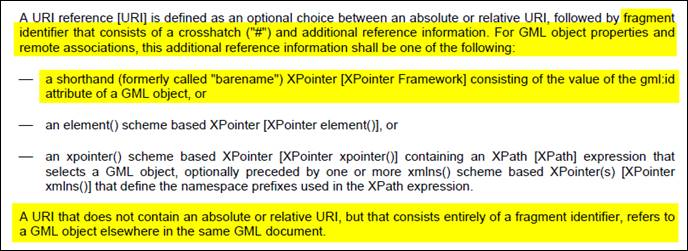 A URI reference [URI] is defined as an optional choice between an absolute or relative URI, followed by fragment
identifier that consists of a crosshatch ("#") and additional reference information. For GML object properties and
remote associations, this additional reference information shall be one of the following:
— a shorthand (formerly called "barename") XPointer [XPointer Framework] consisting of the value of the gml:id
attribute of a GML object, or
— an element() scheme based XPointer [XPointer element()], or
— an xpointer() scheme based XPointer [XPointer xpointer()] containing an XPath [XPath] expression that
selects a GML object, optionally preceded by one or more xmlns() scheme based XPointer(s) [XPointer
xmlns()] that define the namespace prefixes used in the XPath expression.
A URI that does not contain an absolute or relative URI, but that consists entirely of a fragment identifier, refers to
a GML object elsewhere in the same GML document.